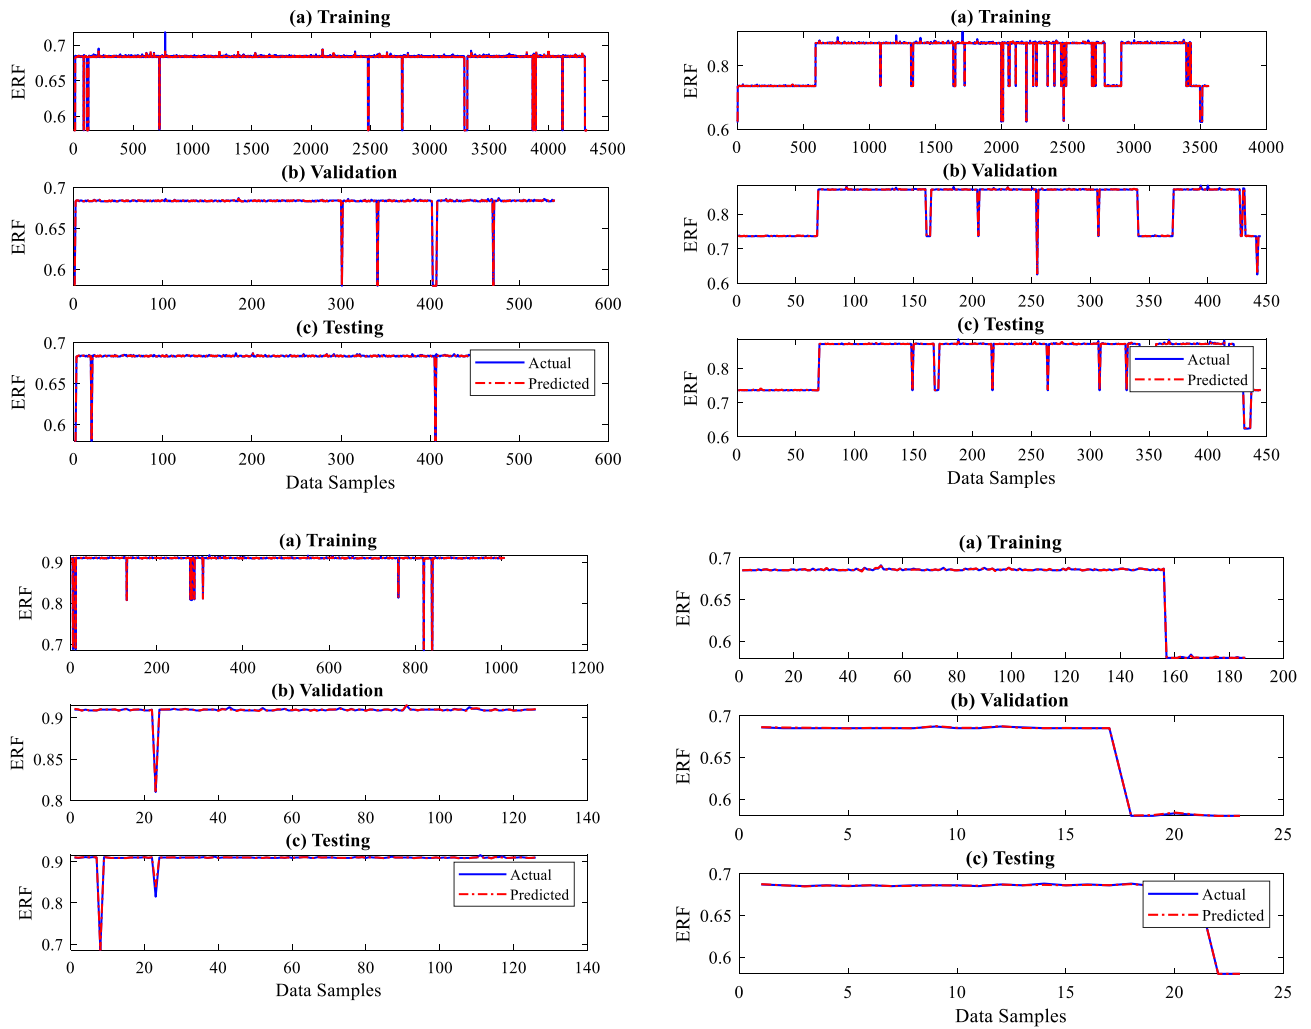 (a) Training
0.7
0.65
0.6
ERF
0 500 1000 1500 2000 2500 3000 3500 4000 4500
(b) Validation
0.7
0.65
0.6
ERF
0 100 200 300 400 500 600
(c) Testing
0.7
0.65
0.6
ERF
Actual
Predicted
0 100 200 300 400 500 600
Data Samples
(a) Training
0.8
0.6
ERF
0 500 1000 1500 2000 2500 3000 3500 4000
(b) Validation
0.8
0.7
0.6
ERF
0 50 100 150 200 250 300 350 400 450
(c) Testing
0.8
0.7
0.6
ERF
Actual
Predicted
0 50 100 150 200 250 300 350 400 450
Data Samples
(a) Training
0.9
0.8
0.7
ERF
0 200 400 600 800 1000 1200
(b) Validation
0.9
0.85
0.8
ERF
0 20 40 60 80 100 120 140
(c) Testing
0.9
0.8
0.7
ERF
Actual
Predicted
0 20 40 60 80 100 120 140
Data Samples
(a) Training
0.7
0.65
0.6
ERF
0 20 40 60 80 100 120 140 160 180 200
(b) Validation
0.7
0.65
0.6
ERF
0 5 10 15 20 25
(c) Testing
0.7
0.65
0.6
ERF
Actual
Predicted
0 5 10 15 20 25
Data Samples